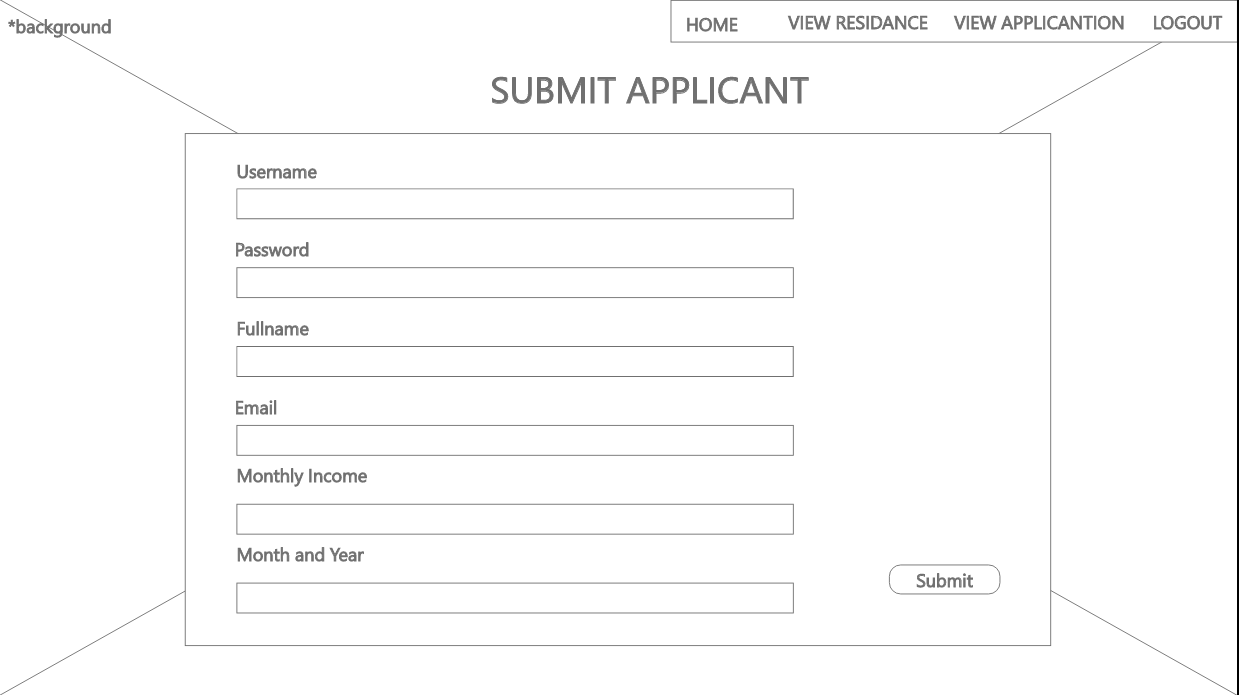 *background
HOME VIEW RESIDANCE VIEW APPLICANTION LOGOUT
SUBMIT APPLICANT
Username
Password
Fullname
Email
Monthly Income
Month and Year
Submit